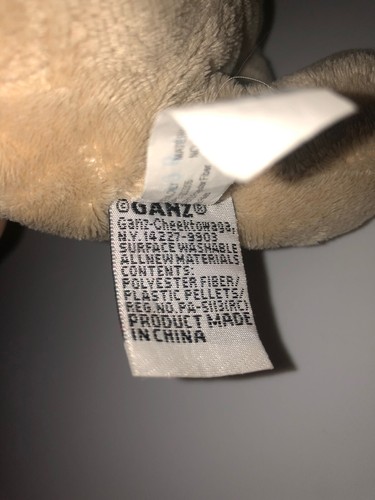 ©GANZ®
Ganz-Cheektowaga,
NY 14227-9903
SURFACE WASHABLE
ALL NEW MATERIALS
CONTENTS:
POLYESTER FIBER/
PLASTIC PELLETS/
REG.NO.PA-5113(RC)
PRODUCT MADE
IN CHINA